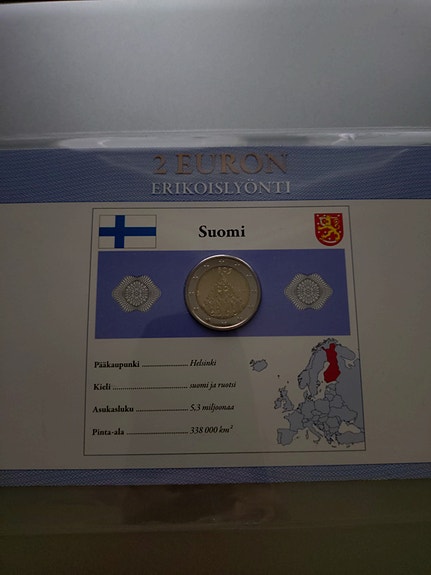 2 EURON
ERIKOISLYÖNTI
Suomi
Pääkaupunki .................. Helsinki
Kieli .............................. suomi ja ruotsi
Asukasluku ..................... 5,3 miljoonaa
Pinta-ala ........................ 338 000 km²